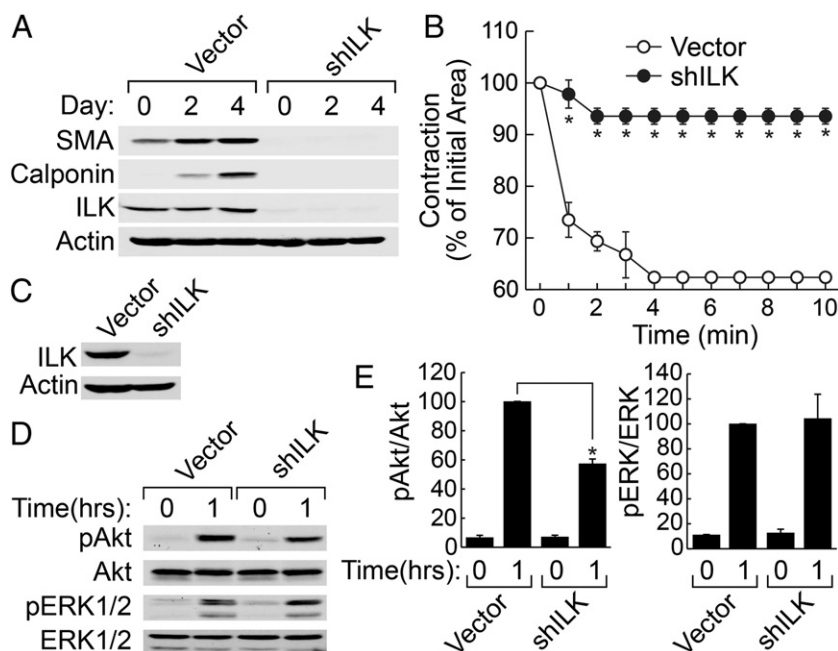 A
Vector
shILK
Day: 0 2 4 0 2 4
SMA
Calponin
ILK
Actin
B
Vector
shILK
Contraction
(% of Initial Area)
100
90
80
70
60
* * * * * * * * * *
0 2 4 6 8 10
Time (min)
C
Vector
shILK
ILK
Actin
D
Vector
shILK
Time(hrs): 0 1 0 1
pAkt
Akt
pERK1/2
ERK1/2
E
pAkt/Akt
100
80
60
40
20
0
*
Time(hrs): 0 1 0 1
Vector
shILK
pERK/ERK
140
120
100
80
60
40
20
0
0 1 0 1
Vector
shILK